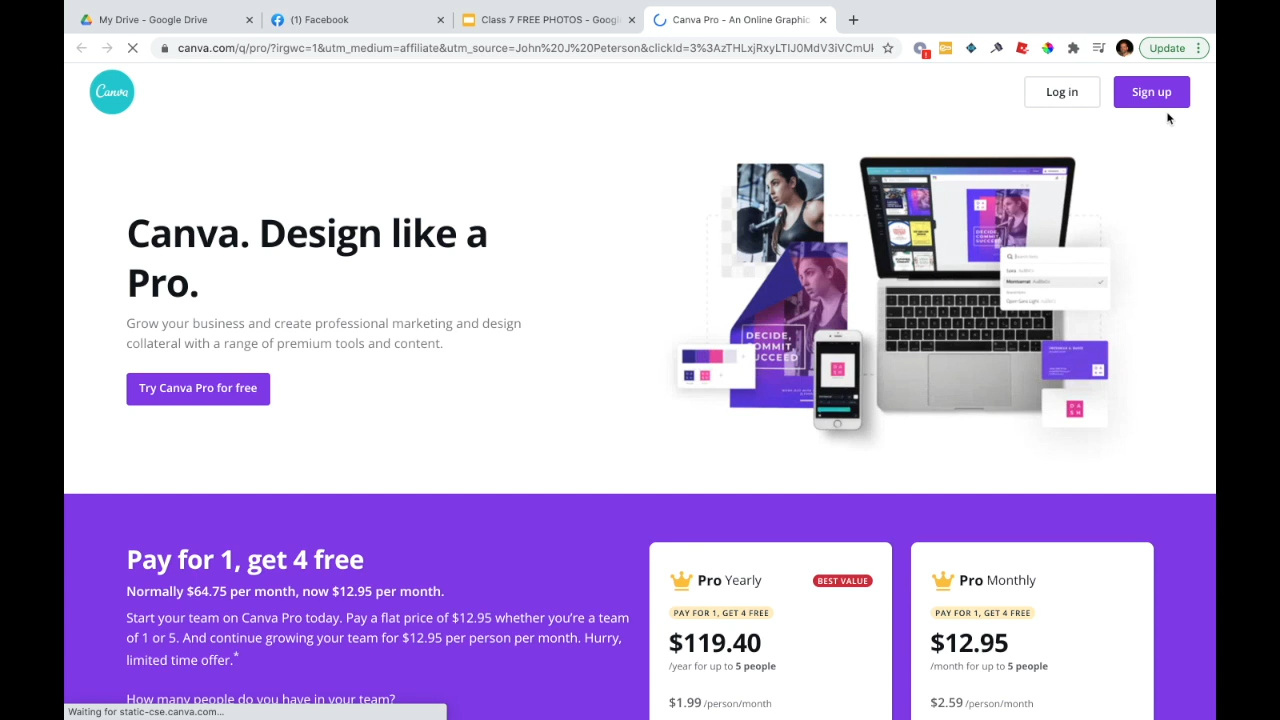 My Drive - Google Drive
(1) Facebook
Class 7 FREE PHOTOS - Google
Canva Pro - An Online Graphic
canva.com/q/pro/?irgwc=1&utm_medium=affiliate&utm_source=John%20J%20Peterson&clickId=3%3AzTHLxjRxyLTIJ0MdV3iVCmUk
Update
Canva
Log in
Sign up
Canva. Design like a
Pro.
Grow your business and create professional marketing and design
collateral with a range of premium tools and content.
Try Canva Pro for free
DECIDE,
COMMIT,
SUCCEED
Montserrat
Open Sans Light
Pay for 1, get 4 free
Normally $64.75 per month, now $12.95 per month.
Start your team on Canva Pro today. Pay a flat price of $12.95 whether you're a team
of 1 or 5. And continue growing your team for $12.95 per person per month. Hurry,
limited time offer.*
How many people do you have in your team?
Pro Yearly
BEST VALUE
PAY FOR 1, GET 4 FREE
$119.40
/year for up to 5 people
$1.99 /person/month
Pro Monthly
PAY FOR 1, GET 4 FREE
$12.95
/month for up to 5 people
$2.59 /person/month
Waiting for static-cse.canva.com...